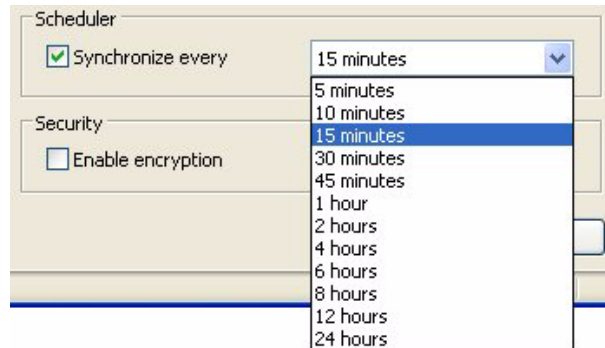 Scheduler
Synchronize every
15 minutes
5 minutes
10 minutes
15 minutes
30 minutes
45 minutes
1 hour
2 hours
4 hours
6 hours
8 hours
12 hours
24 hours
Security
Enable encryption